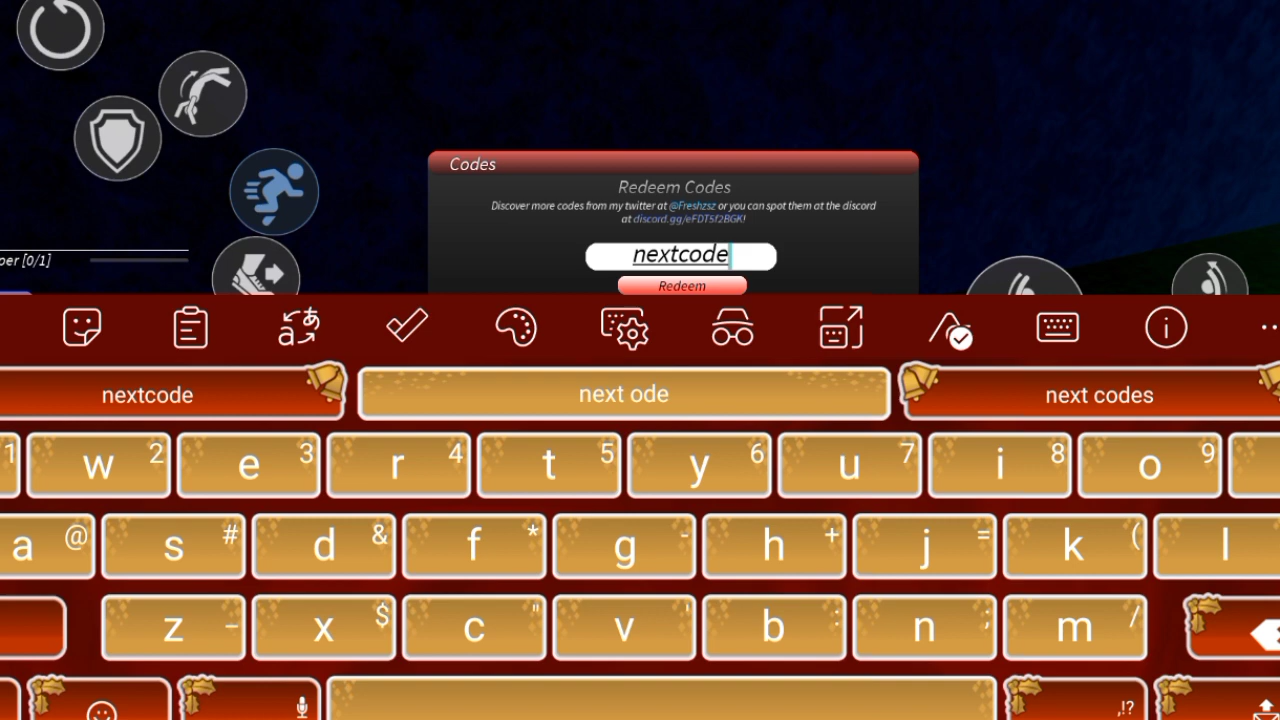 Codes
Redeem Codes
Discover more codes from my twitter at @Freshzsz or you can spot them at the discord
at discord.gg/eFDT5f2BGK!
per [0/1]
nextcode
Redeem
aあ
nextcode next ode next codes
1 w 2 e 3 r 4 t 5 y 6 u 7 i 8 o 9
a @ s # d & f * g - h + j = k ( l
z _ x $ c " v ' b : n ; m /
,!?